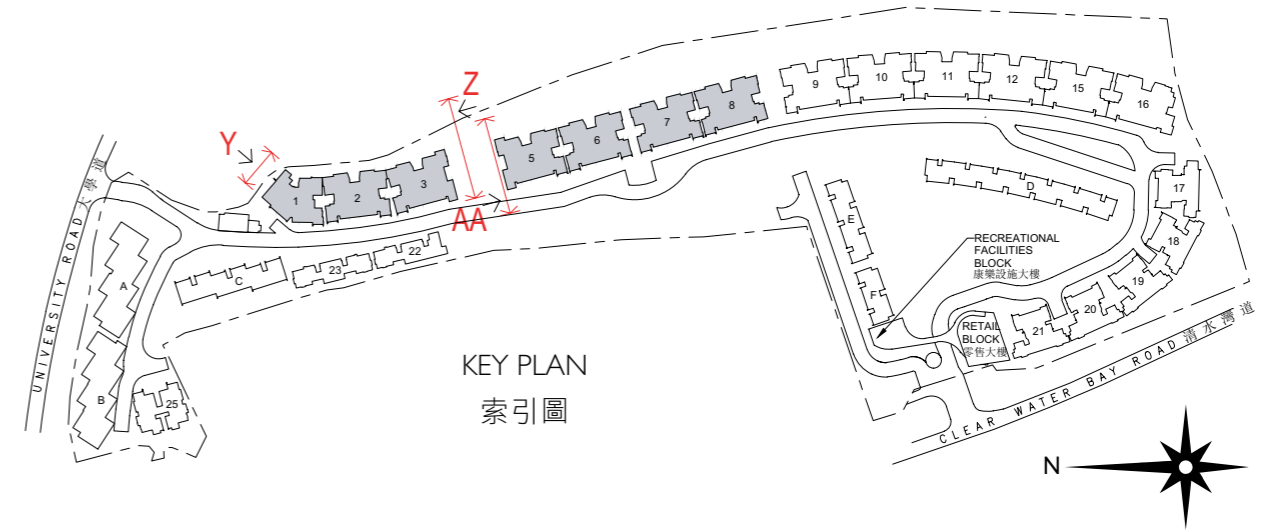 Z
Y
AA
1
2
3
5
6
7
8
9
10
11
12
15
16
17
18
19
20
21
22
23
25
A
B
C
D
E
F
UNIVERSITY ROAD 大學道
RECREATIONAL
FACILITIES
BLOCK
康樂設施大樓
RETAIL
BLOCK
零售大樓
CLEAR WATER BAY ROAD 清水灣道
KEY PLAN
索引圖
N